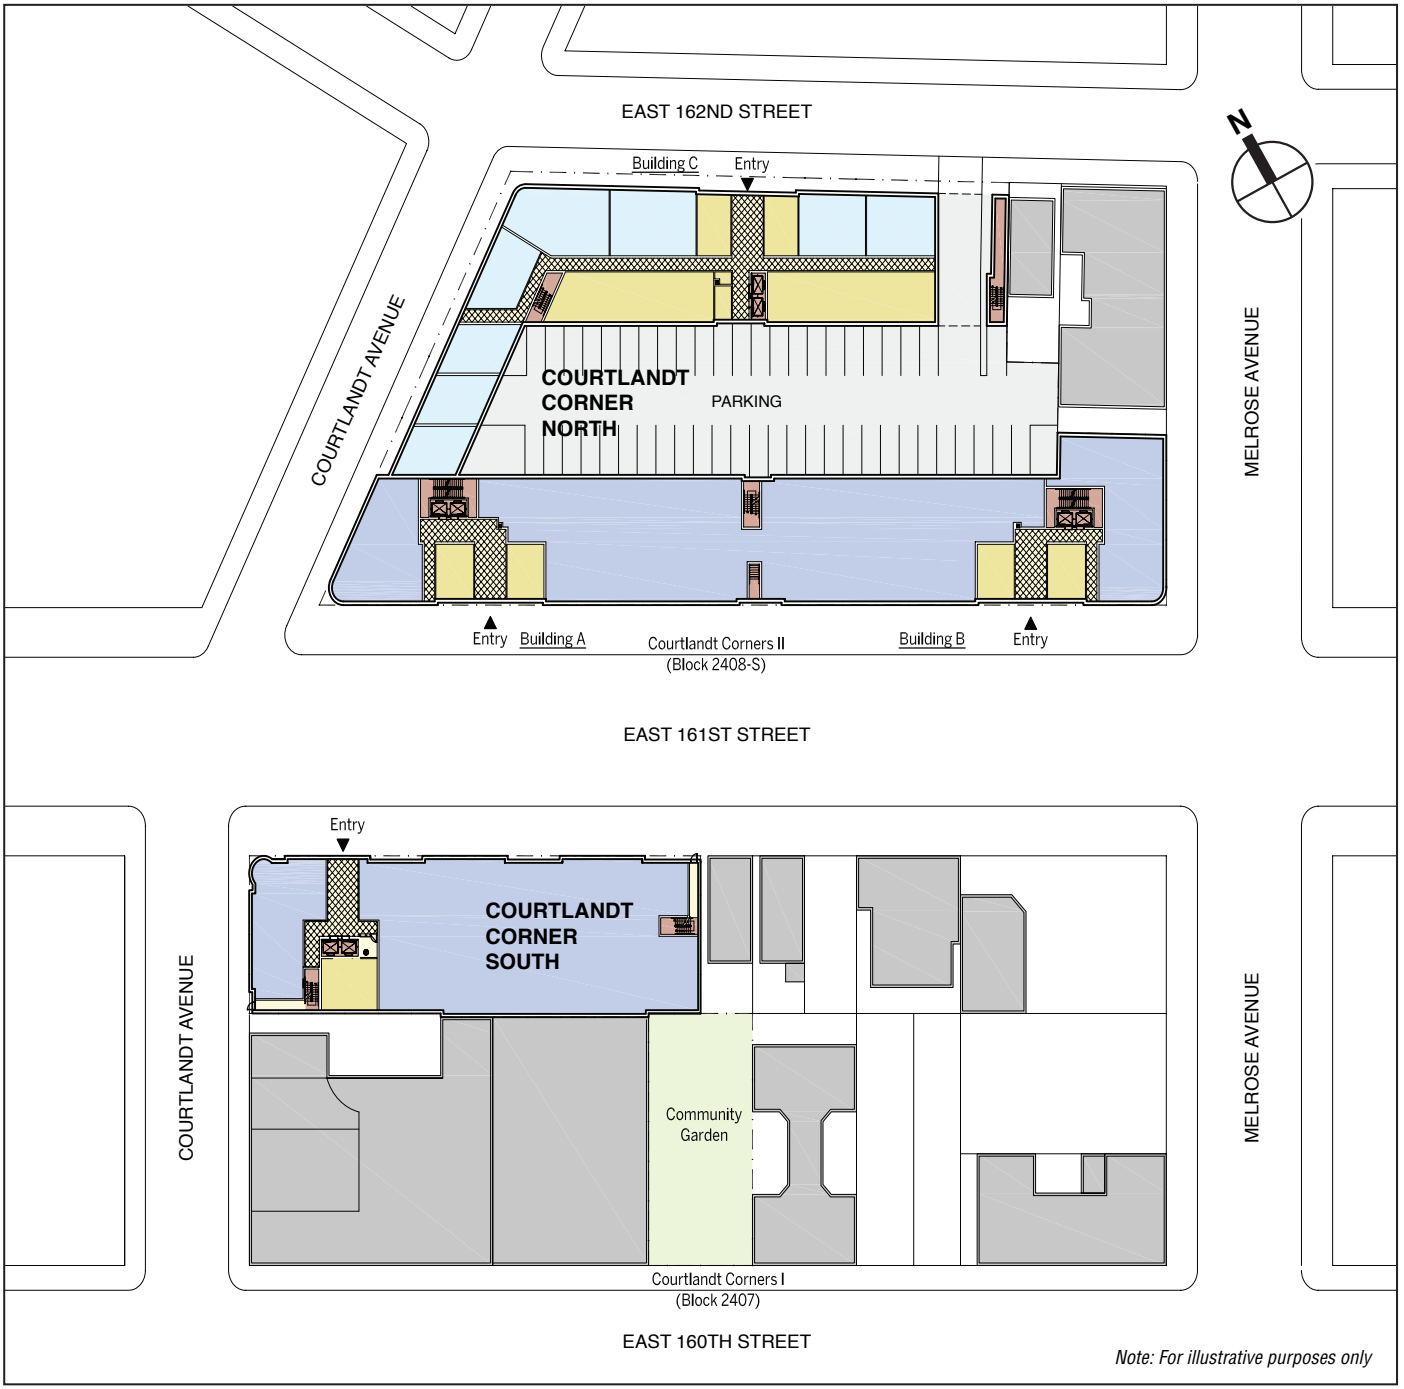 EAST 162ND STREET
N
Building C
Entry
COURTLANDT AVENUE
MELROSE AVENUE
COURTLANDT
CORNER
NORTH
PARKING
Entry
Building A
Courtlandt Corners II
(Block 2408-S)
Building B
Entry
EAST 161ST STREET
Entry
COURTLANDT
CORNER
SOUTH
COURTLANDT AVENUE
MELROSE AVENUE
Community
Garden
Courtlandt Corners I
(Block 2407)
EAST 160TH STREET
Note: For illustrative purposes only